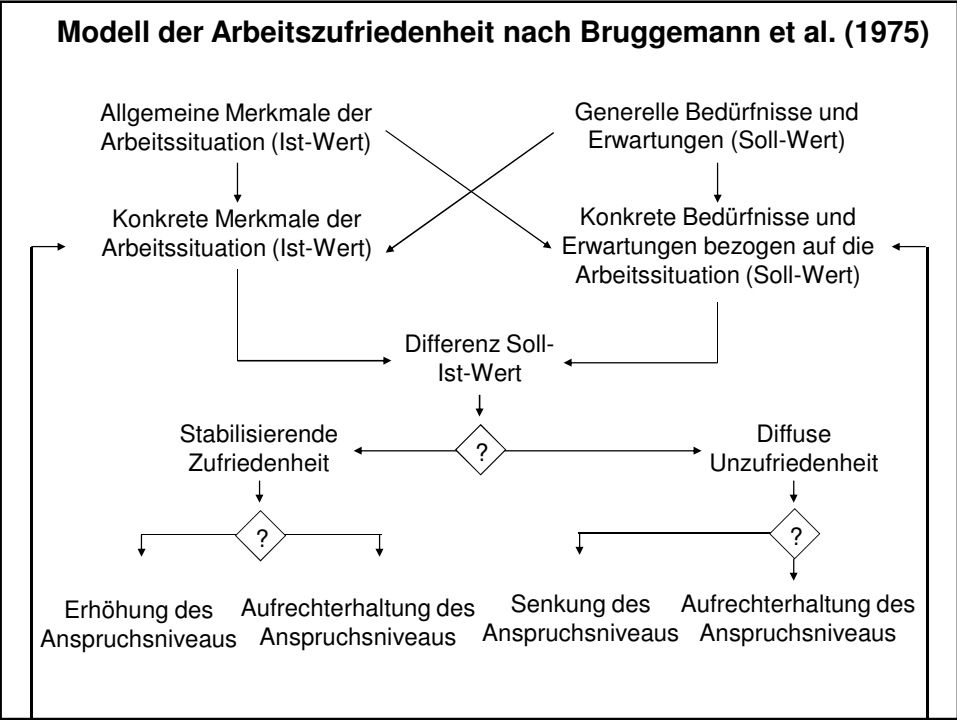 Modell der Arbeitszufriedenheit nach Bruggemann et al. (1975)
Allgemeine Merkmale der
Arbeitssituation (Ist-Wert)
Generelle Bedürfnisse und
Erwartungen (Soll-Wert)
Konkrete Merkmale der
Arbeitssituation (Ist-Wert)
Konkrete Bedürfnisse und
Erwartungen bezogen auf die
Arbeitssituation (Soll-Wert)
Differenz Soll-
Ist-Wert
?
Stabilisierende
Zufriedenheit
Diffuse
Unzufriedenheit
?
?
Erhöhung des
Anspruchsniveaus
Aufrechterhaltung des
Anspruchsniveaus
Senkung des
Anspruchsniveaus
Aufrechterhaltung des
Anspruchsniveaus